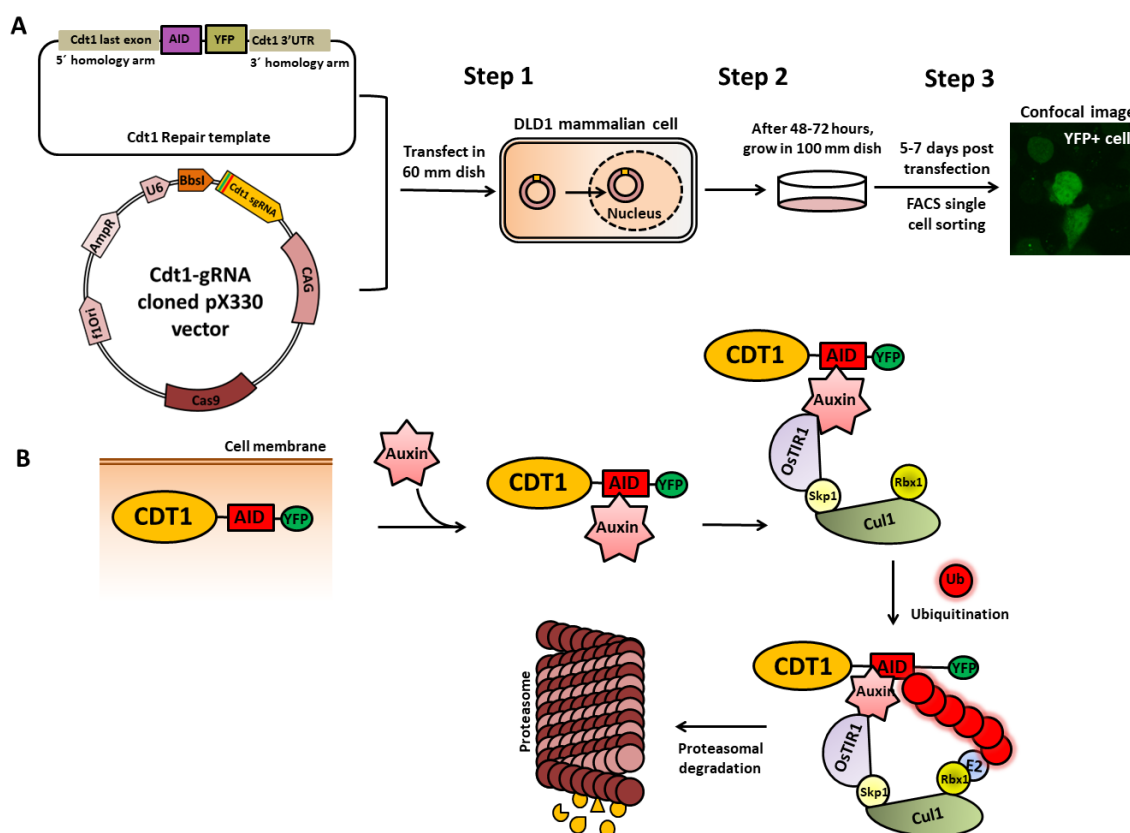 A
Cdt1 last exon
AID
YFP
Cdt1 3'UTR
5´ homology arm
3´ homology arm
Cdt1 Repair template
U6
BbsI
Cdt1 sgRNA
AmpR
CAG
f1Ori
Cas9
Cdt1-gRNA
cloned pX330
vector
Step 1
Transfect in
60 mm dish
DLD1 mammalian cell
Nucleus
Step 2
After 48-72 hours,
grow in 100 mm dish
Step 3
5-7 days post
transfection
FACS single
cell sorting
Confocal image
YFP+ cell
B
Cell membrane
CDT1
AID
YFP
Auxin
CDT1
AID
YFP
Auxin
CDT1
AID
YFP
Auxin
OsTIR1
Skp1
Rbx1
Cul1
Ub
Ubiquitination
CDT1
AID
YFP
Auxin
OsTIR1
Skp1
Rbx1
E2
Cul1
Proteasomal
degradation
Proteasome